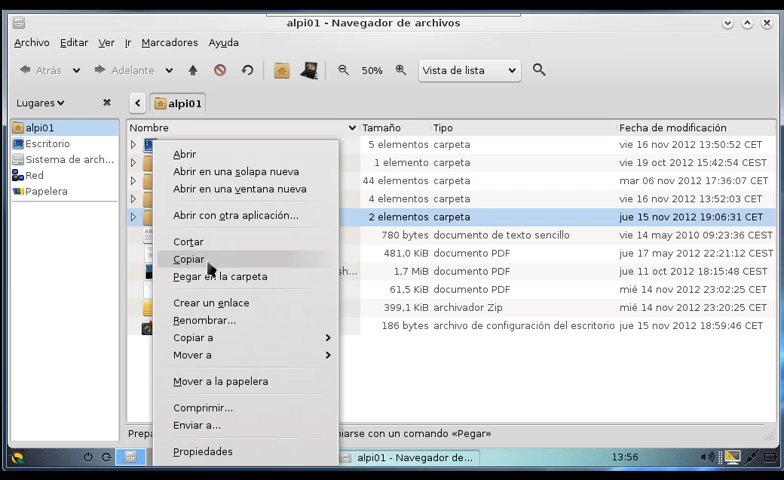 alpi01 - Navegador de archivos
Archivo Editar Ver Ir Marcadores Ayuda
Atrás Adelante 50% Vista de lista
Lugares alpi01
alpi01
Escritorio
Sistema de arch...
Red
Papelera
Nombre Tamaño Tipo Fecha de modificación
5 elementos carpeta vie 16 nov 2012 13:50:52 CET
1 elemento carpeta vie 19 oct 2012 15:42:54 CEST
44 elementos carpeta mar 06 nov 2012 17:36:07 CET
4 elementos carpeta vie 16 nov 2012 13:52:03 CET
2 elementos carpeta jue 15 nov 2012 19:06:31 CET
780 bytes documento de texto sencillo vie 14 may 2010 09:23:36 CEST
481,0 KiB documento PDF jue 17 may 2012 22:21:12 CEST
sh... 1,7 MiB documento PDF jue 11 oct 2012 18:15:48 CEST
61,5 KiB documento PDF mié 14 nov 2012 23:02:25 CET
399,1 KiB archivador Zip mié 14 nov 2012 23:20:25 CET
186 bytes archivo de configuración del escritorio jue 15 nov 2012 18:59:46 CET
Abrir
Abrir en una solapa nueva
Abrir en una ventana nueva
Abrir con otra aplicación...
Cortar
Copiar
Pegar en la carpeta
Crear un enlace
Renombrar...
Copiar a
Mover a
Mover a la papelera
Comprimir...
Enviar a...
Propiedades
Prepa iarse con un comando «Pegar»
alpi01 - Navegador de... 13:56